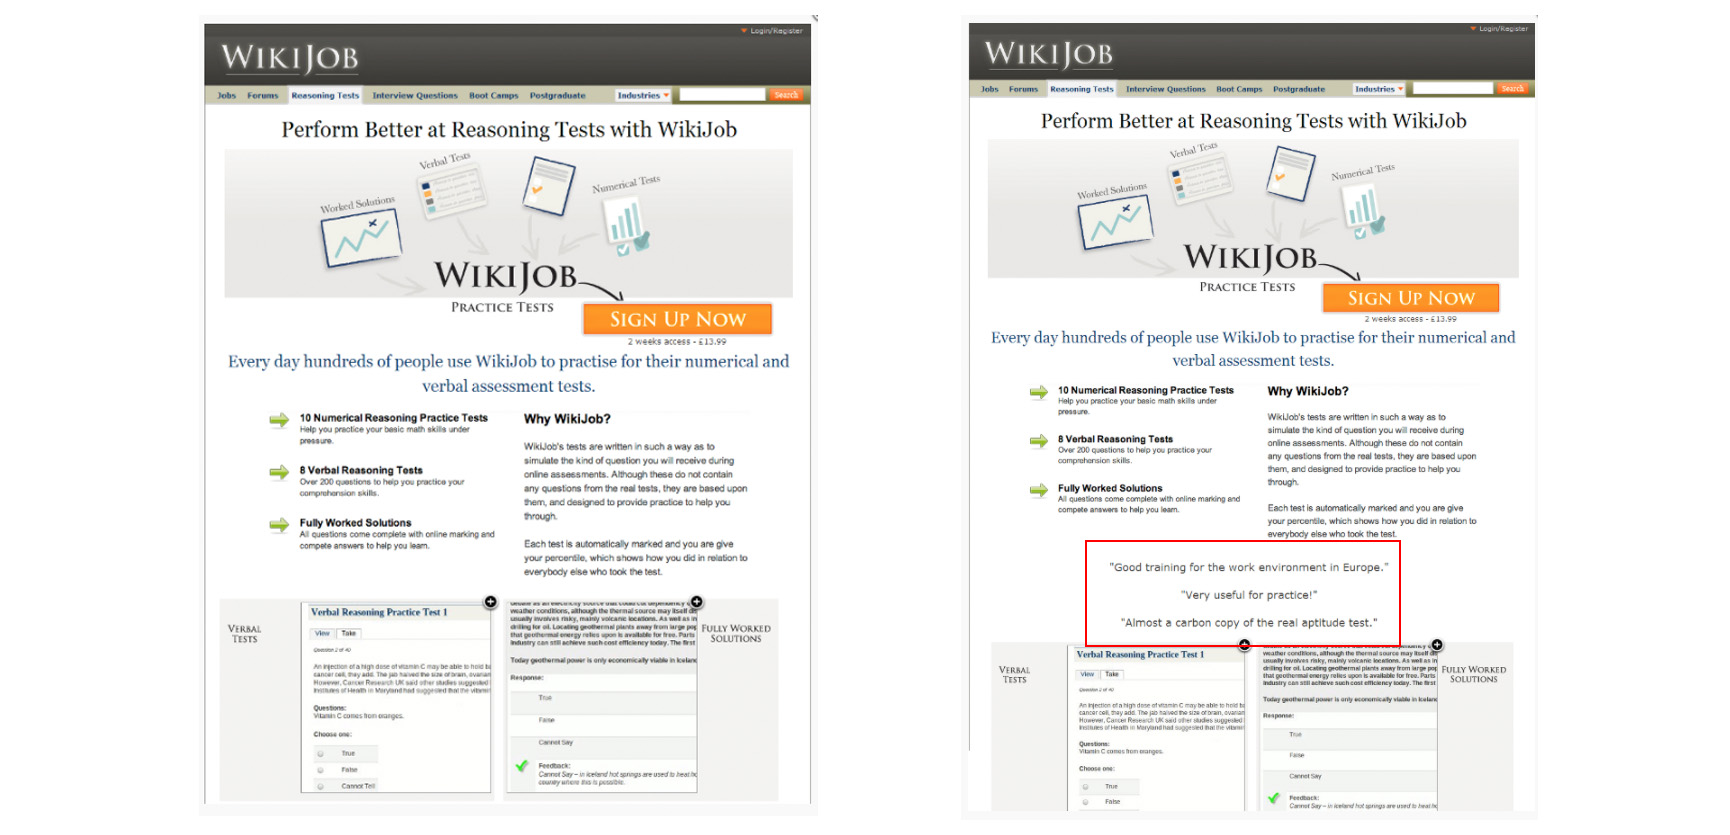 Login/Register
WIKIJOB
Jobs Forums Reasoning Tests Interview Questions Boot Camps Postgraduate Industries Search
Perform Better at Reasoning Tests with WikiJob
Verbal Tests
Numerical Tests
Worked Solutions
WIKIJOB
PRACTICE TESTS
SIGN UP NOW
2 weeks access - £13.99
Every day hundreds of people use WikiJob to practise for their numerical and
verbal assessment tests.
10 Numerical Reasoning Practice Tests
Help you practice your basic math skills under
pressure.
8 Verbal Reasoning Tests
Over 200 questions to help you practice your
comprehension skills.
Fully Worked Solutions
All questions come complete with online marking and
compete answers to help you learn.
Why WikiJob?
WikiJob's tests are written in such a way as to
simulate the kind of question you will receive during
online assessments. Although these do not contain
any questions from the real tests, they are based upon
them, and designed to provide practice to help you
through.
Each test is automatically marked and you are give
your percentile, which shows how you did in relation to
everybody else who took the test.
VERBAL
TESTS
Verbal Reasoning Practice Test 1
View Take
Question 2 of 40
An injection of a high dose of vitamin C may be able to hold ba
cancer cell, they add. The jab halved the size of brain, ovarian
However, Cancer Research UK said other studies suggested
Institutes of Health in Maryland had suggested that the vitami
Questions:
Vitamin C comes from oranges.
Choose one:
True
False
Cannot Tell
weather conditions, although the thermal source may itself de
usually involves risky, mainly volcanic locations. As well as in
drilling for oil. Locating geothermal plants away from large pop
that geothermal energy relies upon is available for free. Parts
industry can still achieve such cost efficiency today. The first
Today geothermal power is only economically viable in Iceland
Response:
True
False
Cannot Say
Feedback:
Cannot Say – in Iceland hot springs are used to heat ho
country where this is possible.
FULLY WORKED
SOLUTIONS
Login/Register
WIKIJOB
Jobs Forums Reasoning Tests Interview Questions Boot Camps Postgraduate Industries Search
Perform Better at Reasoning Tests with WikiJob
Verbal Tests
Numerical Tests
Worked Solutions
WIKIJOB
PRACTICE TESTS
SIGN UP NOW
2 weeks access - £13.99
Every day hundreds of people use WikiJob to practise for their numerical and
verbal assessment tests.
10 Numerical Reasoning Practice Tests
Help you practice your basic math skills under
pressure.
8 Verbal Reasoning Tests
Over 200 questions to help you practice your
comprehension skills.
Fully Worked Solutions
All questions come complete with online marking and
compete answers to help you learn.
Why WikiJob?
WikiJob's tests are written in such a way as to
simulate the kind of question you will receive during
online assessments. Although these do not contain
any questions from the real tests, they are based upon
them, and designed to provide practice to help you
through.
Each test is automatically marked and you are give
your percentile, which shows how you did in relation to
everybody else who took the test.
"Good training for the work environment in Europe."
"Very useful for practice!"
"Almost a carbon copy of the real aptitude test."
VERBAL
TESTS
Verbal Reasoning Practice Test 1
View Take
Question 2 of 40
An injection of a high dose of vitamin C may be able to hold ba
cancer cell, they add. The jab halved the size of brain, ovarian
However, Cancer Research UK said other studies suggested
Institutes of Health in Maryland had suggested that the vitami
Questions:
Vitamin C comes from oranges.
Choose one:
True
False
weather conditions, although the thermal source may itself de
usually involves risky, mainly volcanic locations. As well as in
drilling for oil. Locating geothermal plants away from large pop
that geothermal energy relies upon is available for free. Parts
industry can still achieve such cost efficiency today. The first
Today geothermal power is only economically viable in Iceland
Response:
True
False
Cannot Say
Feedback:
Cannot Say – in Iceland hot springs are used to heat ho
FULLY WORKED
SOLUTIONS